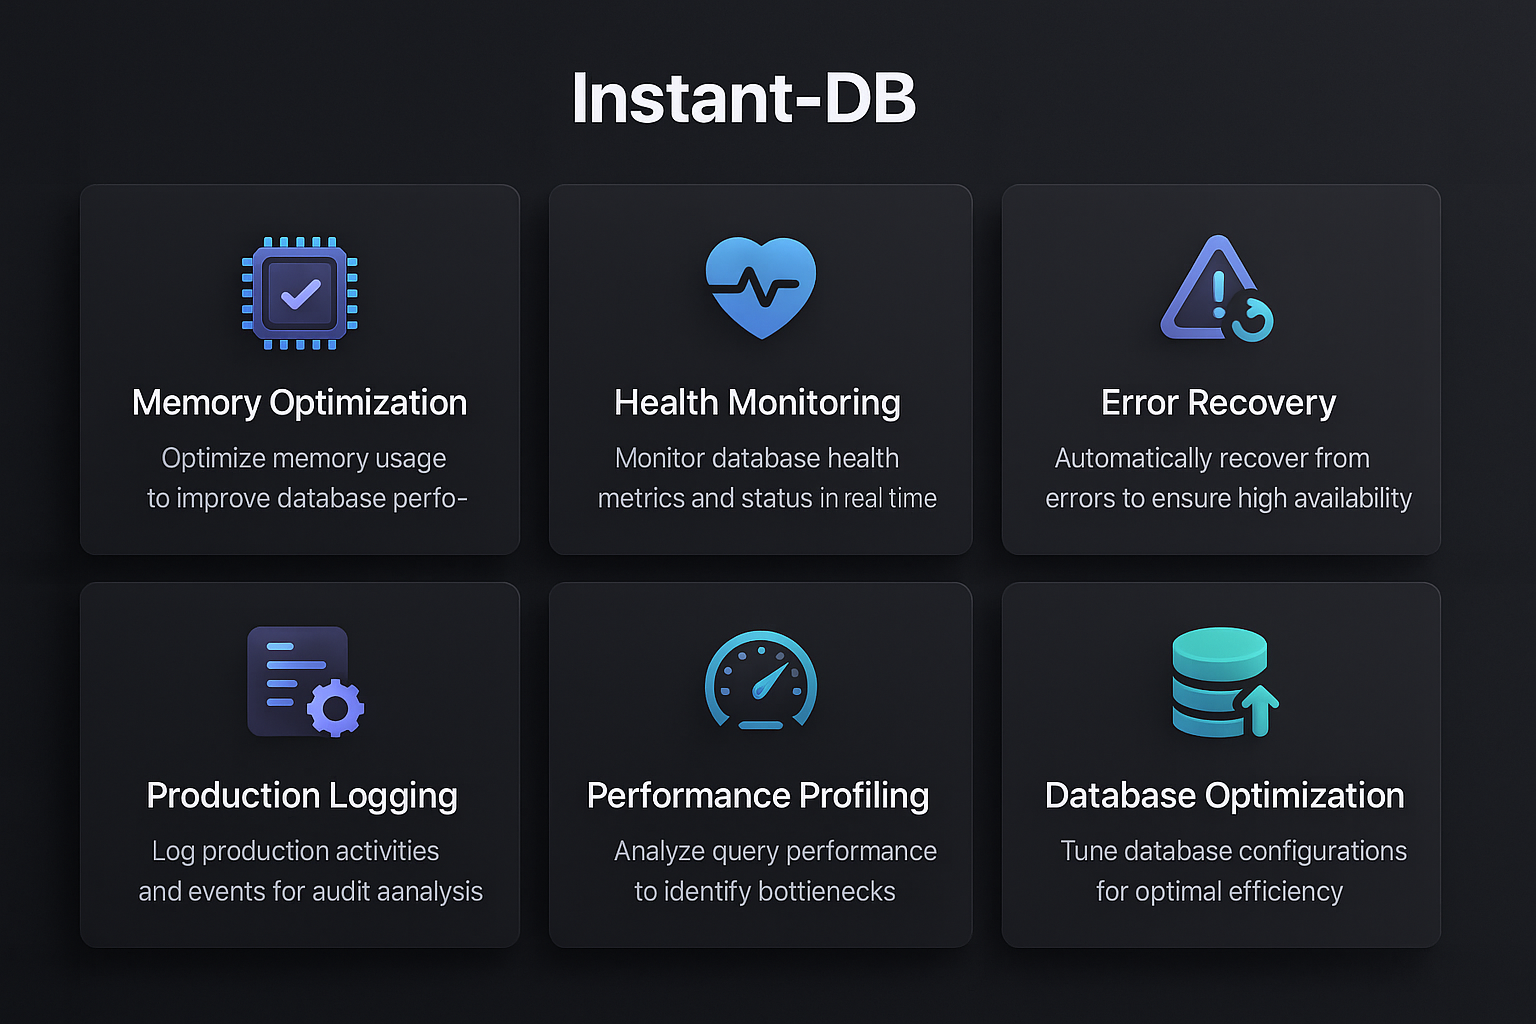 Instant-DB
Memory Optimization
Optimize memory usage
to improve database perfo-
Health Monitoring
Monitor database health
metrics and status in real time
Error Recovery
Automatically recover from
errors to ensure high availability
Production Logging
Log production activities
and events for audit aanalysis
Performance Profiling
Analyze query performance
to identify bottienecks
Database Optimization
Tune database configurations
for optimal efficiency